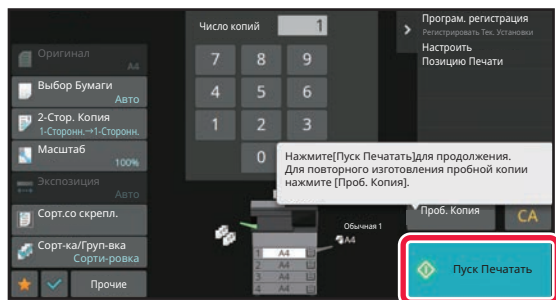 Число копий
1
Програм. регистрация
Регистрировать Тек. Установки
Настроить
Позицию Печати
Оригинал
A4
Выбор Бумаги
Авто
2-Стор. Копия
1-Сторонн.→1-Сторонн.
Масштаб
100%
Экспозиция
Авто
Сорт.со скрепл.
Сорт-ка/Груп-вка
Сорти-ровка
Прочие
7 8 9
4 5 6
1 2 3
0
Нажмите[Пуск Печатать]для продолжения.
Для повторного изготовления пробной копии
нажмите [Проб. Копия].
Обычная 1
A4
1 A4
2 A4
3 A4
4 A4
Проб. Копия
CA
Пуск Печатать